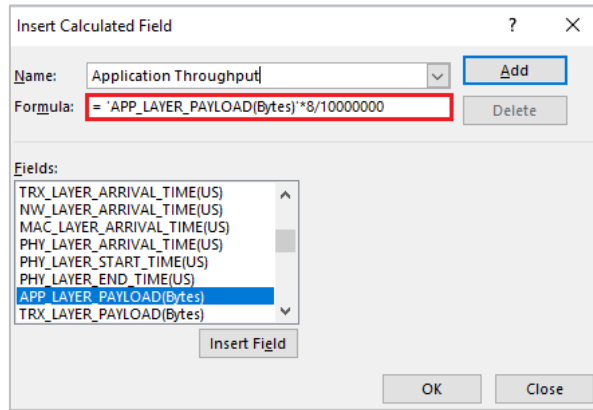 Insert Calculated Field ? ×
Name: Application Throughput Add
Formula: = 'APP_LAYER_PAYLOAD(Bytes)'*8/10000000 Delete
Fields:
TRX_LAYER_ARRIVAL_TIME(US)
NW_LAYER_ARRIVAL_TIME(US)
MAC_LAYER_ARRIVAL_TIME(US)
PHY_LAYER_ARRIVAL_TIME(US)
PHY_LAYER_START_TIME(US)
PHY_LAYER_END_TIME(US)
APP_LAYER_PAYLOAD(Bytes)
TRX_LAYER_PAYLOAD(Bytes)
Insert Field
OK Close